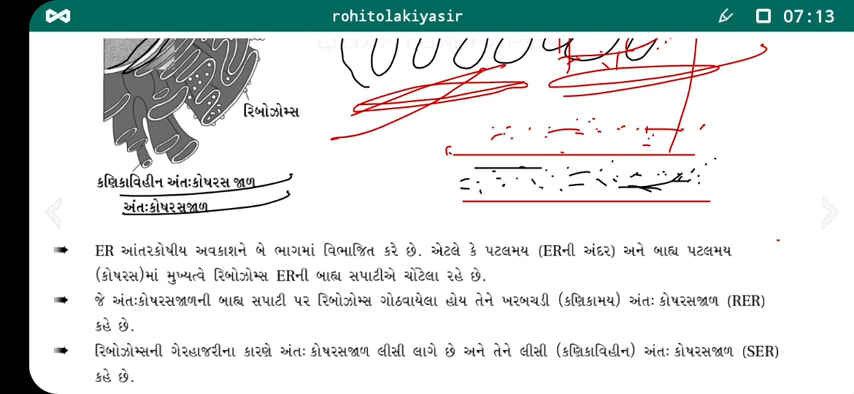 rohitolakiyasir
07:13
રિબોઝોમ્સ
કણિકાવિહીન અંતઃકોષરસ જાળ
અંતઃકોષરસજાળ
ER આંતરકોષીય અવકાશને બે ભાગમાં વિભાજિત કરે છે. એટલે કે પટલમય (ERની અંદર) અને બાહ્ય પટલમય
(કોષરસ)માં મુખ્યત્વે રિબોઝોમ્સ ERની બાહ્ય સપાટીએ ચોંટેલા રહે છે.
જે અંતઃકોષરસજાળની બાહ્ય સપાટી પર રિબોઝોમ્સ ગોઠવાયેલા હોય તેને ખરબચડી (કણિકામય) અંતઃ કોષરસજાળ (RER)
કહે છે.
રિબોઝોમ્સની ગેરહાજરીના કારણે અંતઃ કોષરસજાળ લીસી લાગે છે અને તેને લીસી (કણિકાવિહીન) અંતઃ કોષરસજાળ (SER)
કહે છે.